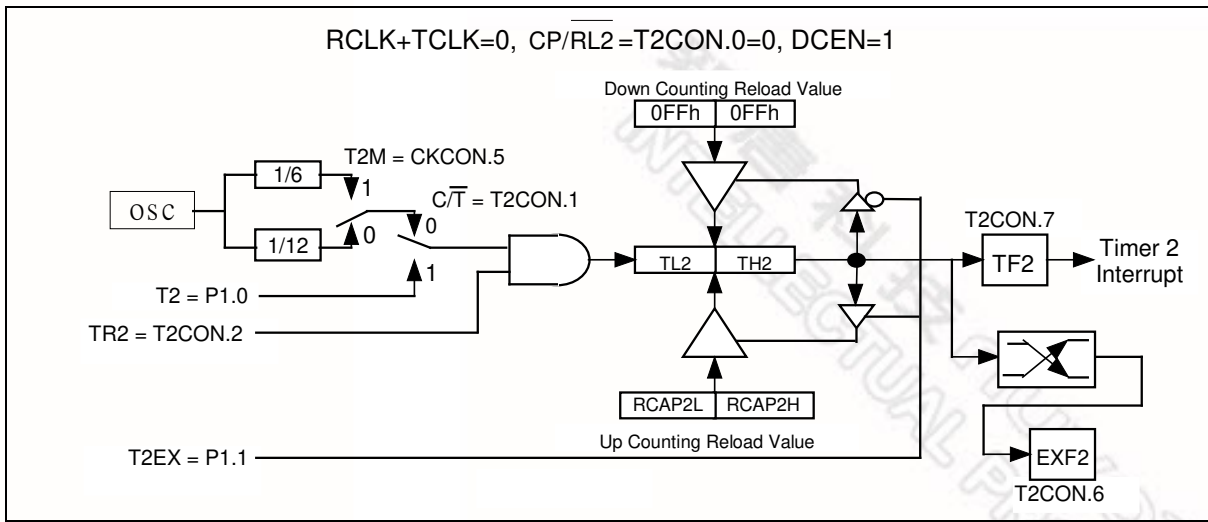 RCLK+TCLK=0, CP/RL2 =T2CON.0=0, DCEN=1
Down Counting Reload Value
0FFh 0FFh
T2M = CKCON.5
1/6
1
C/T = T2CON.1
OSC
0
0
1/12
T2CON.7
TL2 TH2
TF2
Timer 2
Interrupt
1
T2 = P1.0
TR2 = T2CON.2
RCAP2L RCAP2H
Up Counting Reload Value
T2EX = P1.1
EXF2
T2CON.6
INTELLECTUAL